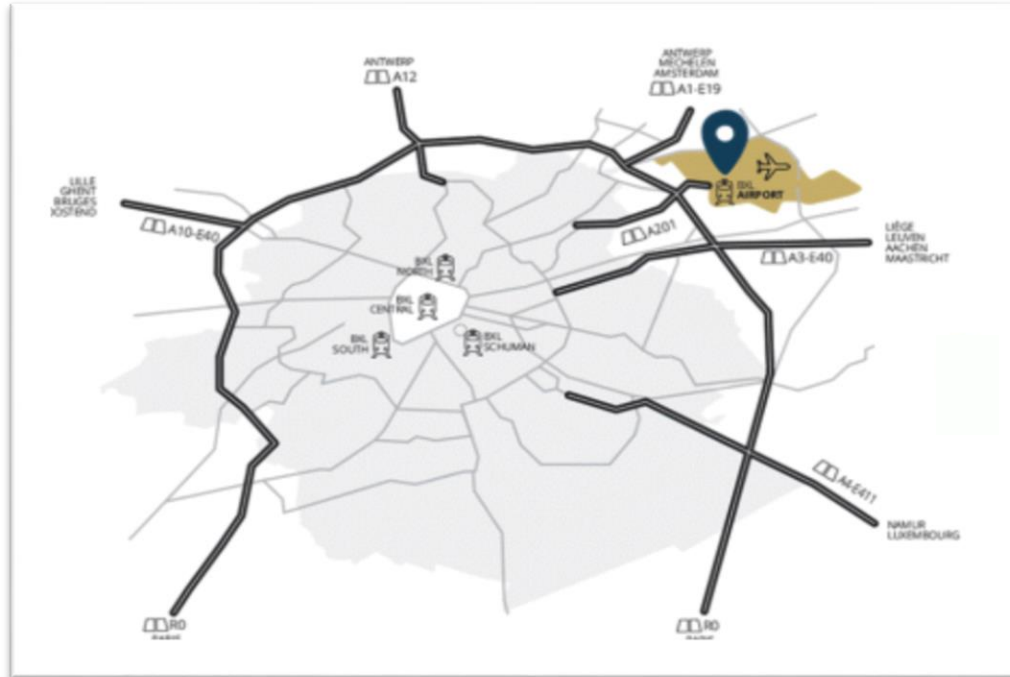 ANTWERP
A12
ANTWERP
MECHELEN
AMSTERDAM
A1-E19
BXL
AIRPORT
LILLE
GHENT
BRUGES
OOSTEND
A10-E40
A201
LIÈGE
LEUVEN
AACHEN
MAASTRICHT
A3-E40
BXL
NORTH
BXL
CENTRAL
BXL
SOUTH
BXL
SCHUMAN
A4-E411
NAMUR
LUXEMBOURG
R0
R0